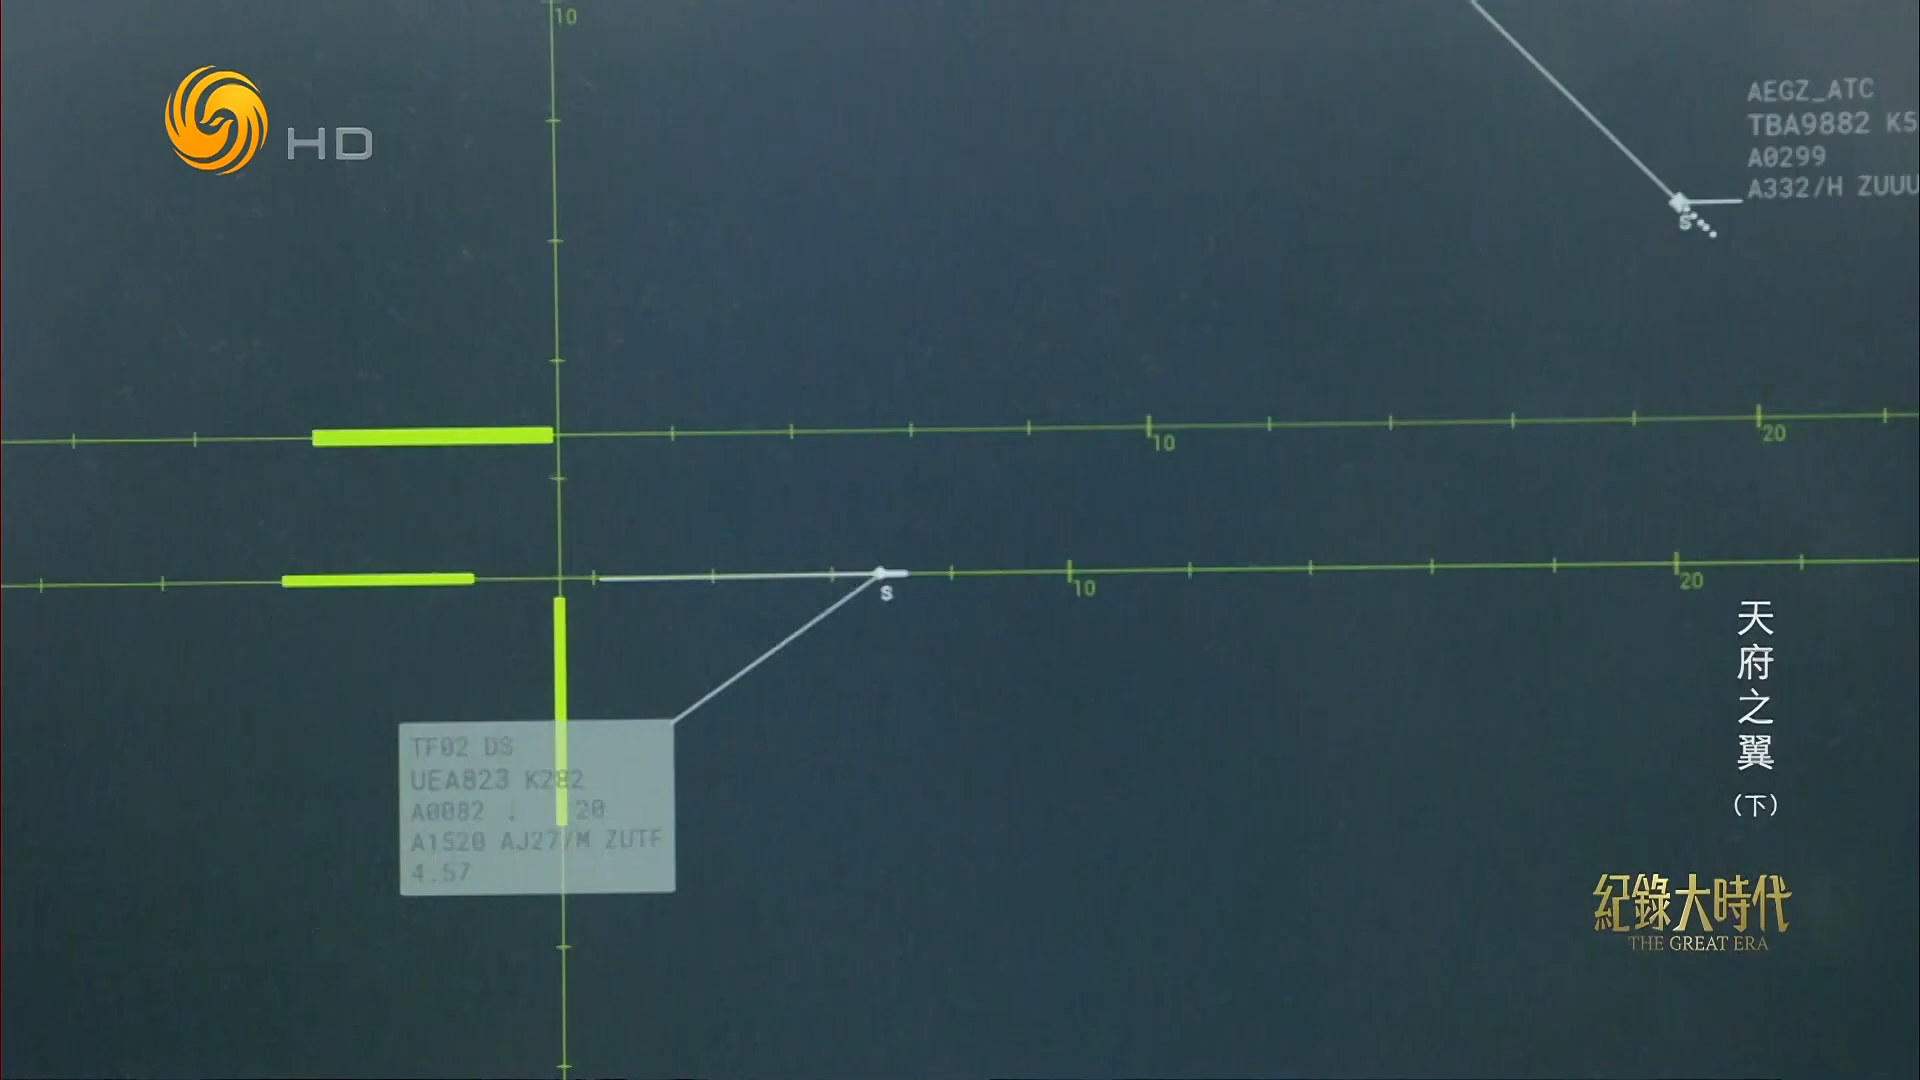 10
HD
AEGZ_ATC
TBA9882 K5
A0299
A332/H ZUUU
S
10
20
S
10
20
TF02 DS
UEA823 K282
A0082 ↓ 20
A1520 AJ27/M ZUTF
4.57
天府之翼
(下)
紀錄大時代
THE GREAT ERA